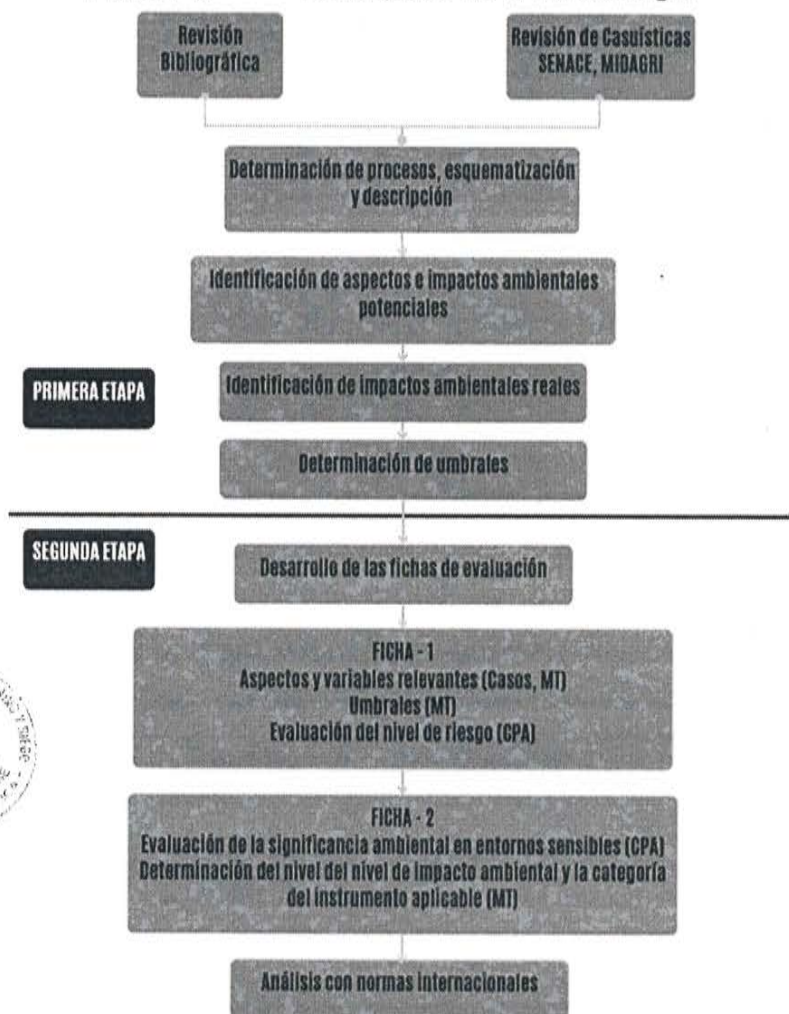 Revisión
Bibliográfica
Revisión de Casuísticas
SENACE, MIDAGRI
Determinación de procesos, esquematización
y descripción
Identificación de aspectos e impactos ambientales
potenciales
PRIMERA ETAPA
Identificación de impactos ambientales reales
Determinación de umbrales
SEGUNDA ETAPA
Desarrollo de las fichas de evaluación
FICHA - 1
Aspectos y variables relevantes (Casos, MT)
Umbrales (MT)
Evaluación del nivel de riesgo (CPA)
FICHA - 2
Evaluación de la significancia ambiental en entornos sensibles (CPA)
Determinación del nivel del nivel de impacto ambiental y la categoría
del instrumento aplicable (MT)
Análisis con normas internacionales